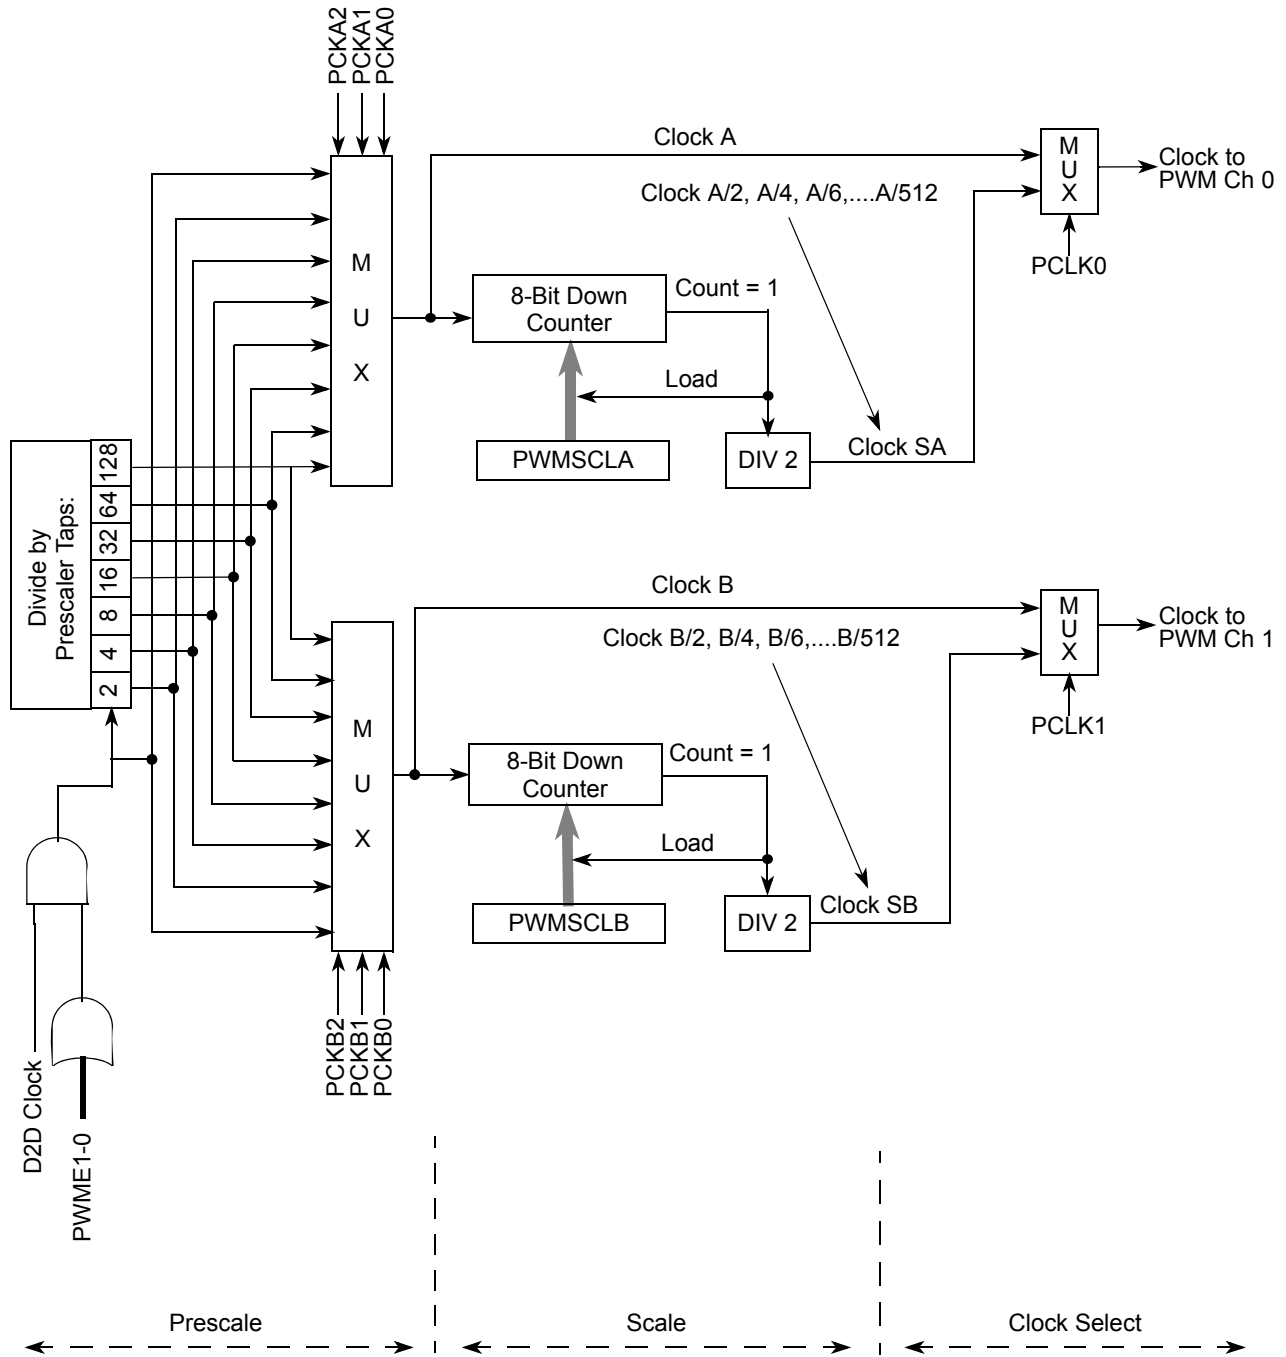 PCKA2
PCKA1
PCKA0
Clock A
M
U
X
Clock to
PWM Ch 0
Clock A/2, A/4, A/6,....A/512
PCLK0
M
U
X
8-Bit Down
Counter
Count = 1
Load
PWMSCLA
DIV 2
Clock SA
Divide by
Prescaler Taps:
128
64
32
16
8
4
2
Clock B
M
U
X
Clock to
PWM Ch 1
Clock B/2, B/4, B/6,....B/512
PCLK1
M
U
X
8-Bit Down
Counter
Count = 1
Load
PWMSCLB
DIV 2
Clock SB
PCKB2
PCKB1
PCKB0
D2D Clock
PWME1-0
Prescale
Scale
Clock Select